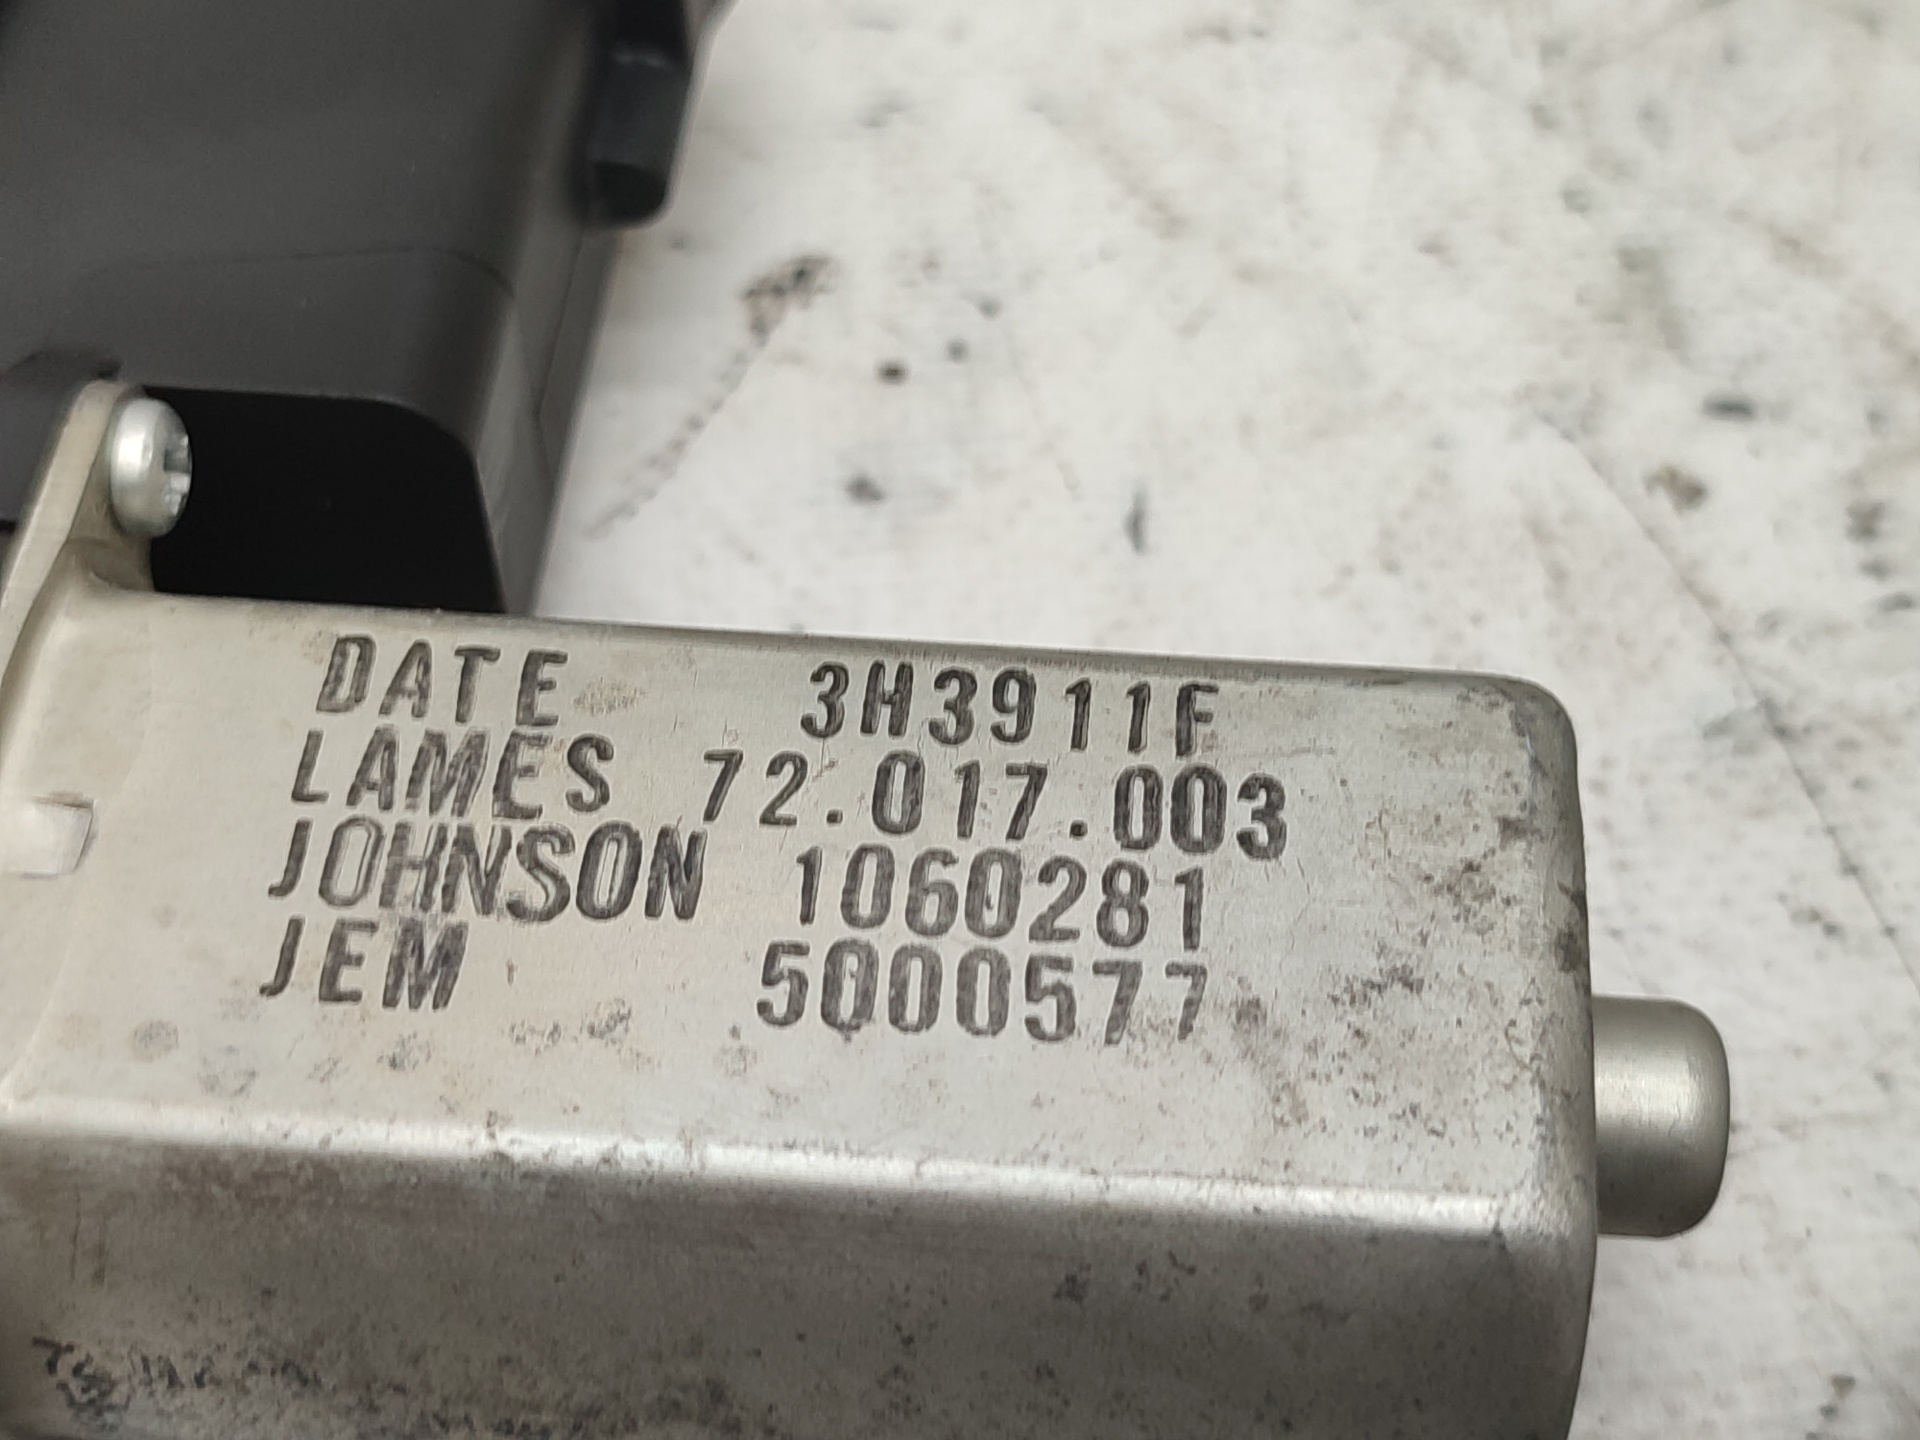 DATE 3H3911F
LAMES 72.017.003
JOHNSON 1060281
JEM 5000577